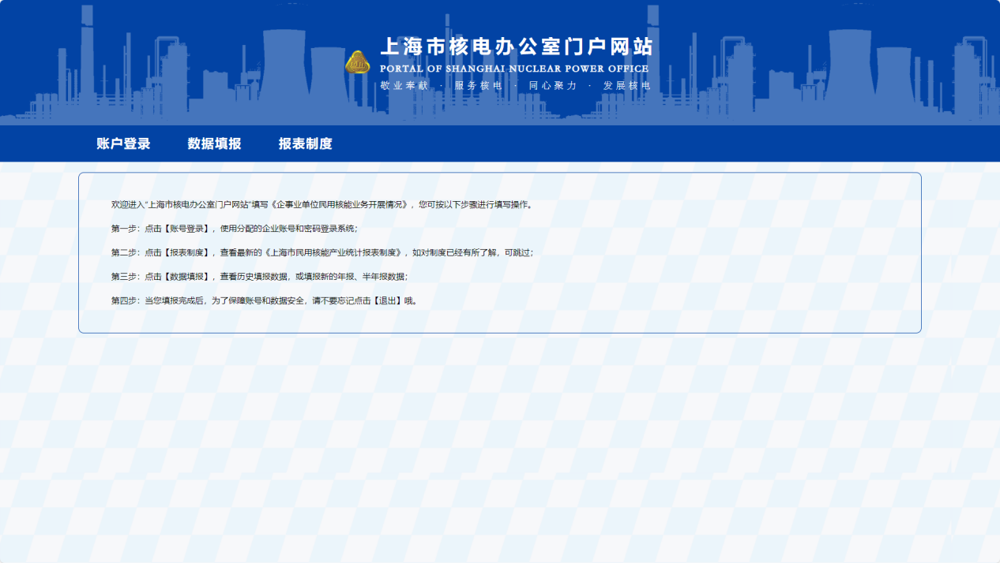 上海市核电办公室门户网站
PORTAL OF SHANGHAI NUCLEAR POWER OFFICE
敬业奉献 · 服务核电 · 同心聚力 · 发展核电
账户登录 数据填报 报表制度
欢迎进入“上海市核电办公室门户网站”填写《企事业单位民用核能业务开展情况》，您可按以下步骤进行填写操作。
第一步：点击【账号登录】，使用分配的企业账号和密码登录系统；
第二步：点击【报表制度】，查看最新的《上海市民用核能产业统计报表制度》，如对制度已经有所了解，可跳过；
第三步：点击【数据填报】，查看历史填报数据，或填报新的年报、半年报数据；
第四步：当您填报完成后，为了保障账号和数据安全，请不要忘记点击【退出】哦。